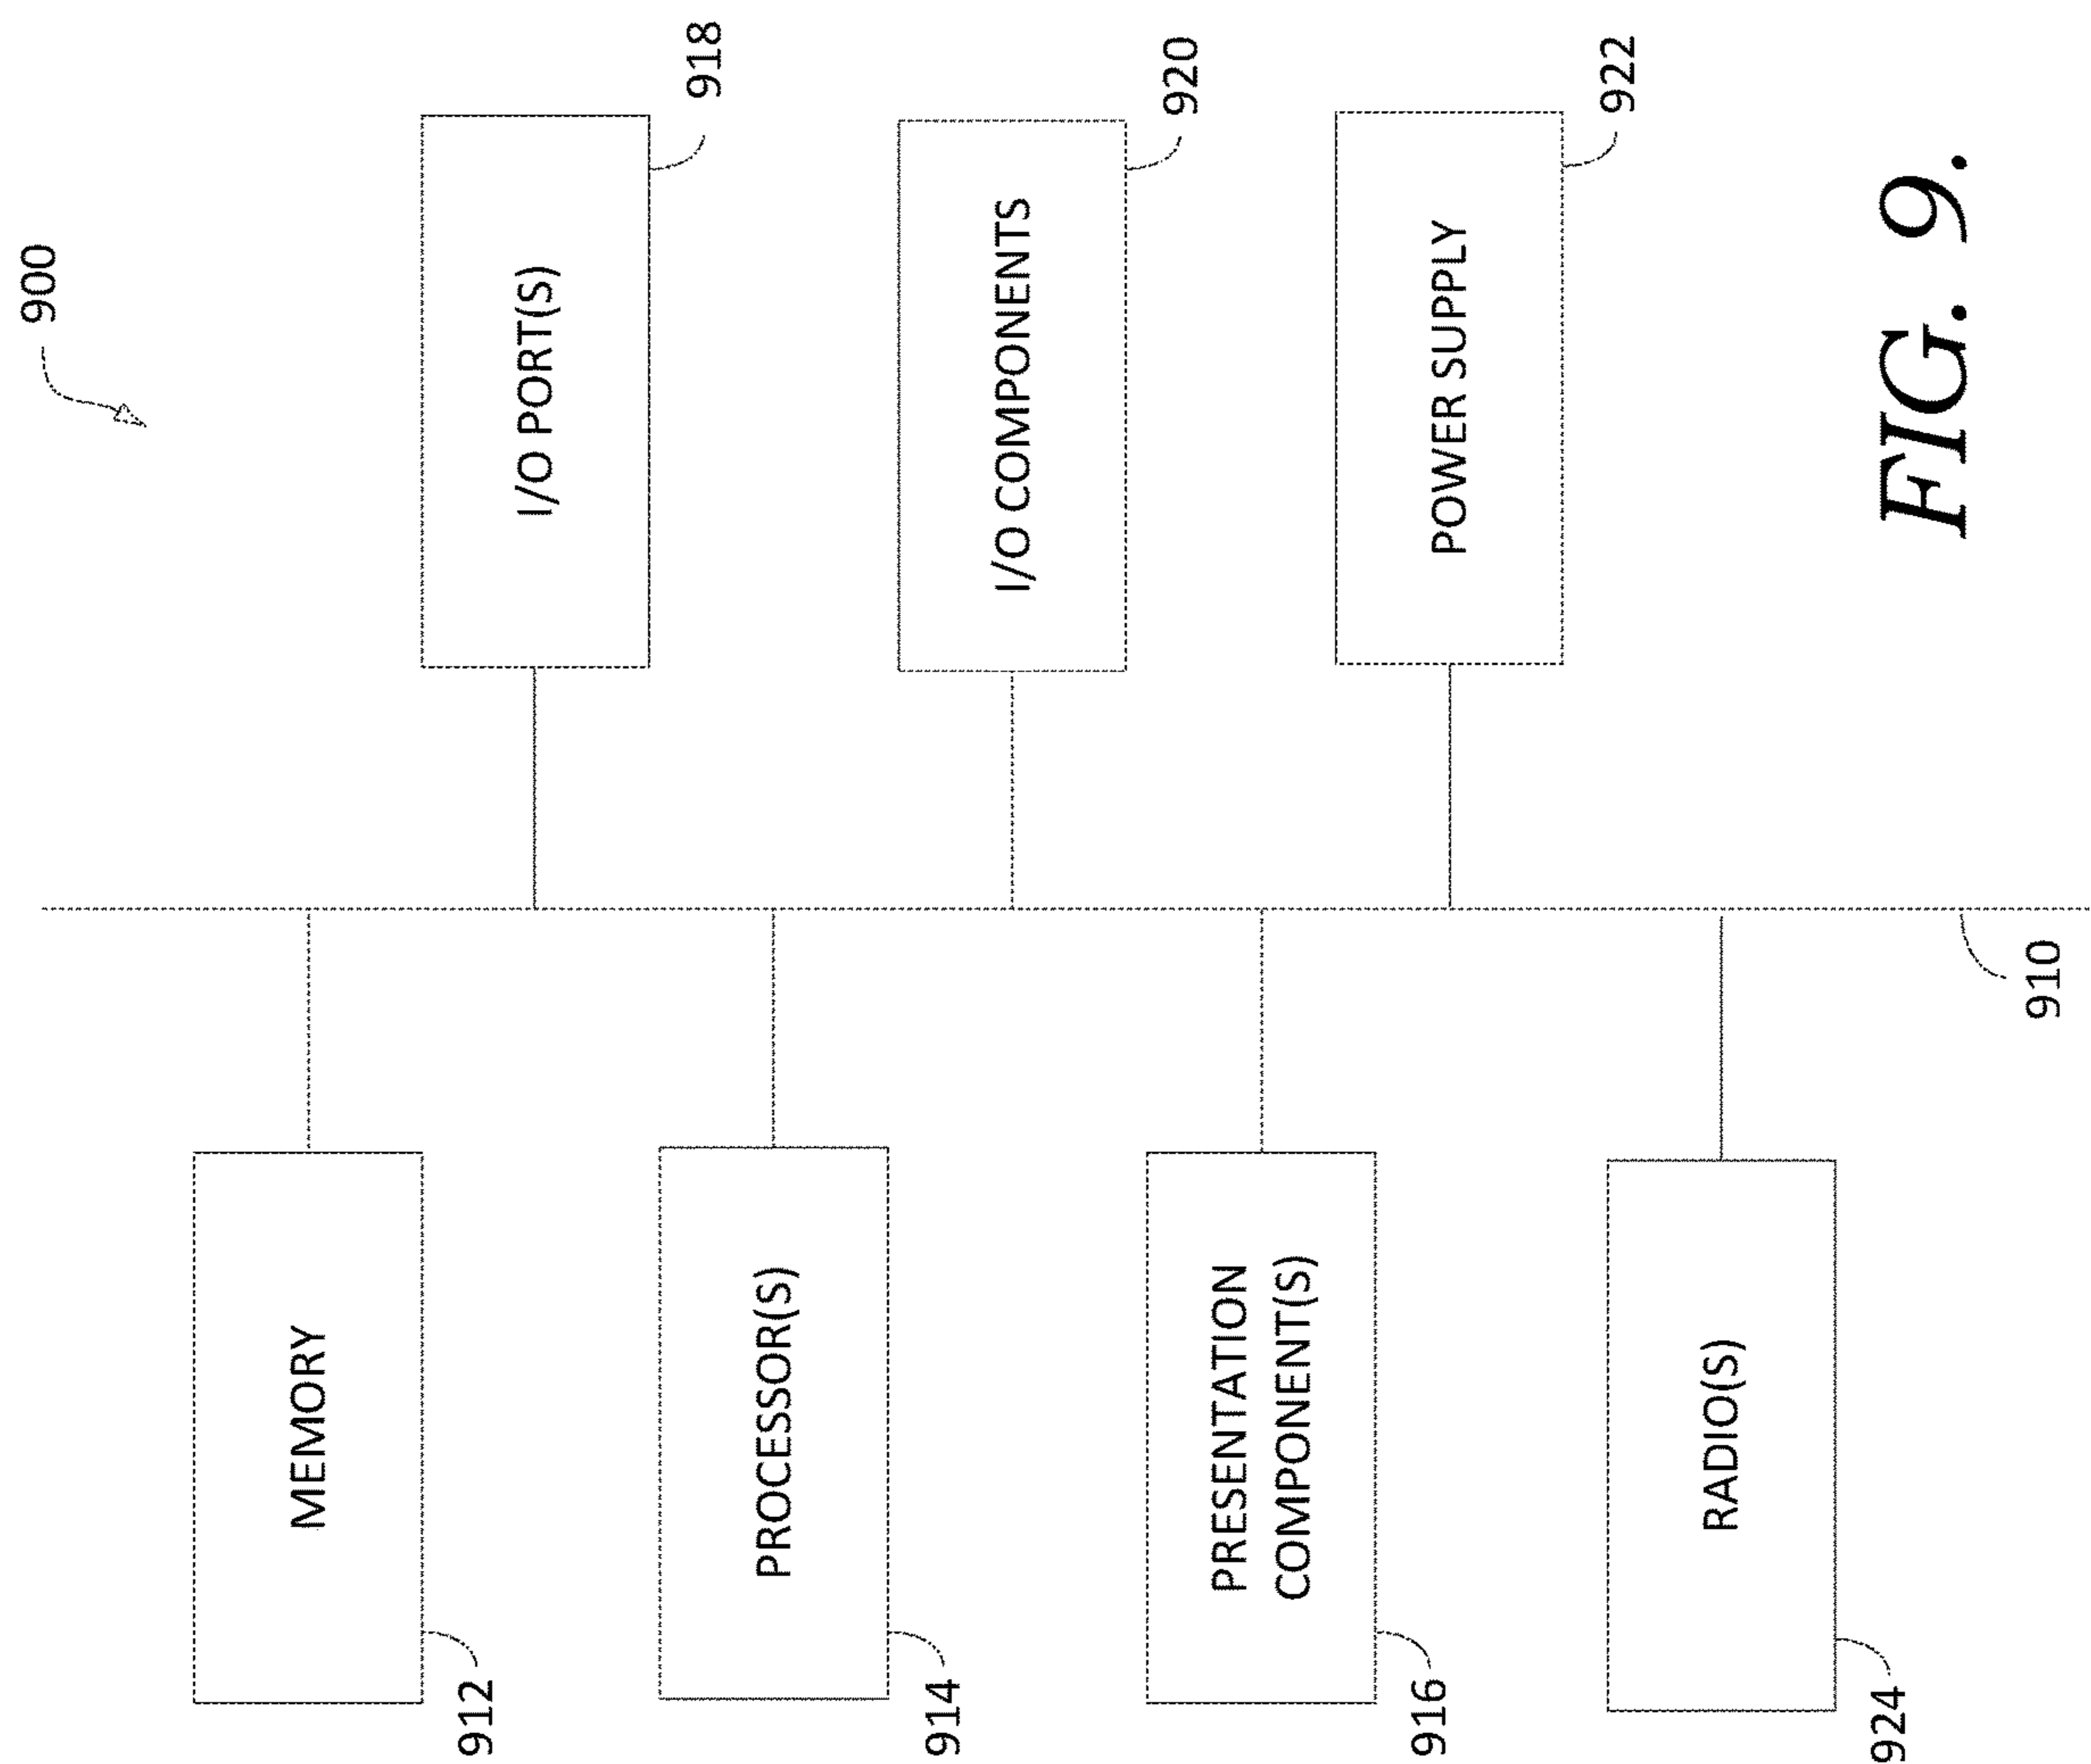 900
MEMORY
912
I/O PORT(S)
918
PROCESSOR(S)
914
I/O COMPONENTS
920
PRESENTATION
COMPONENT(S)
916
POWER SUPPLY
922
RADIO(S)
924
910
FIG. 9.